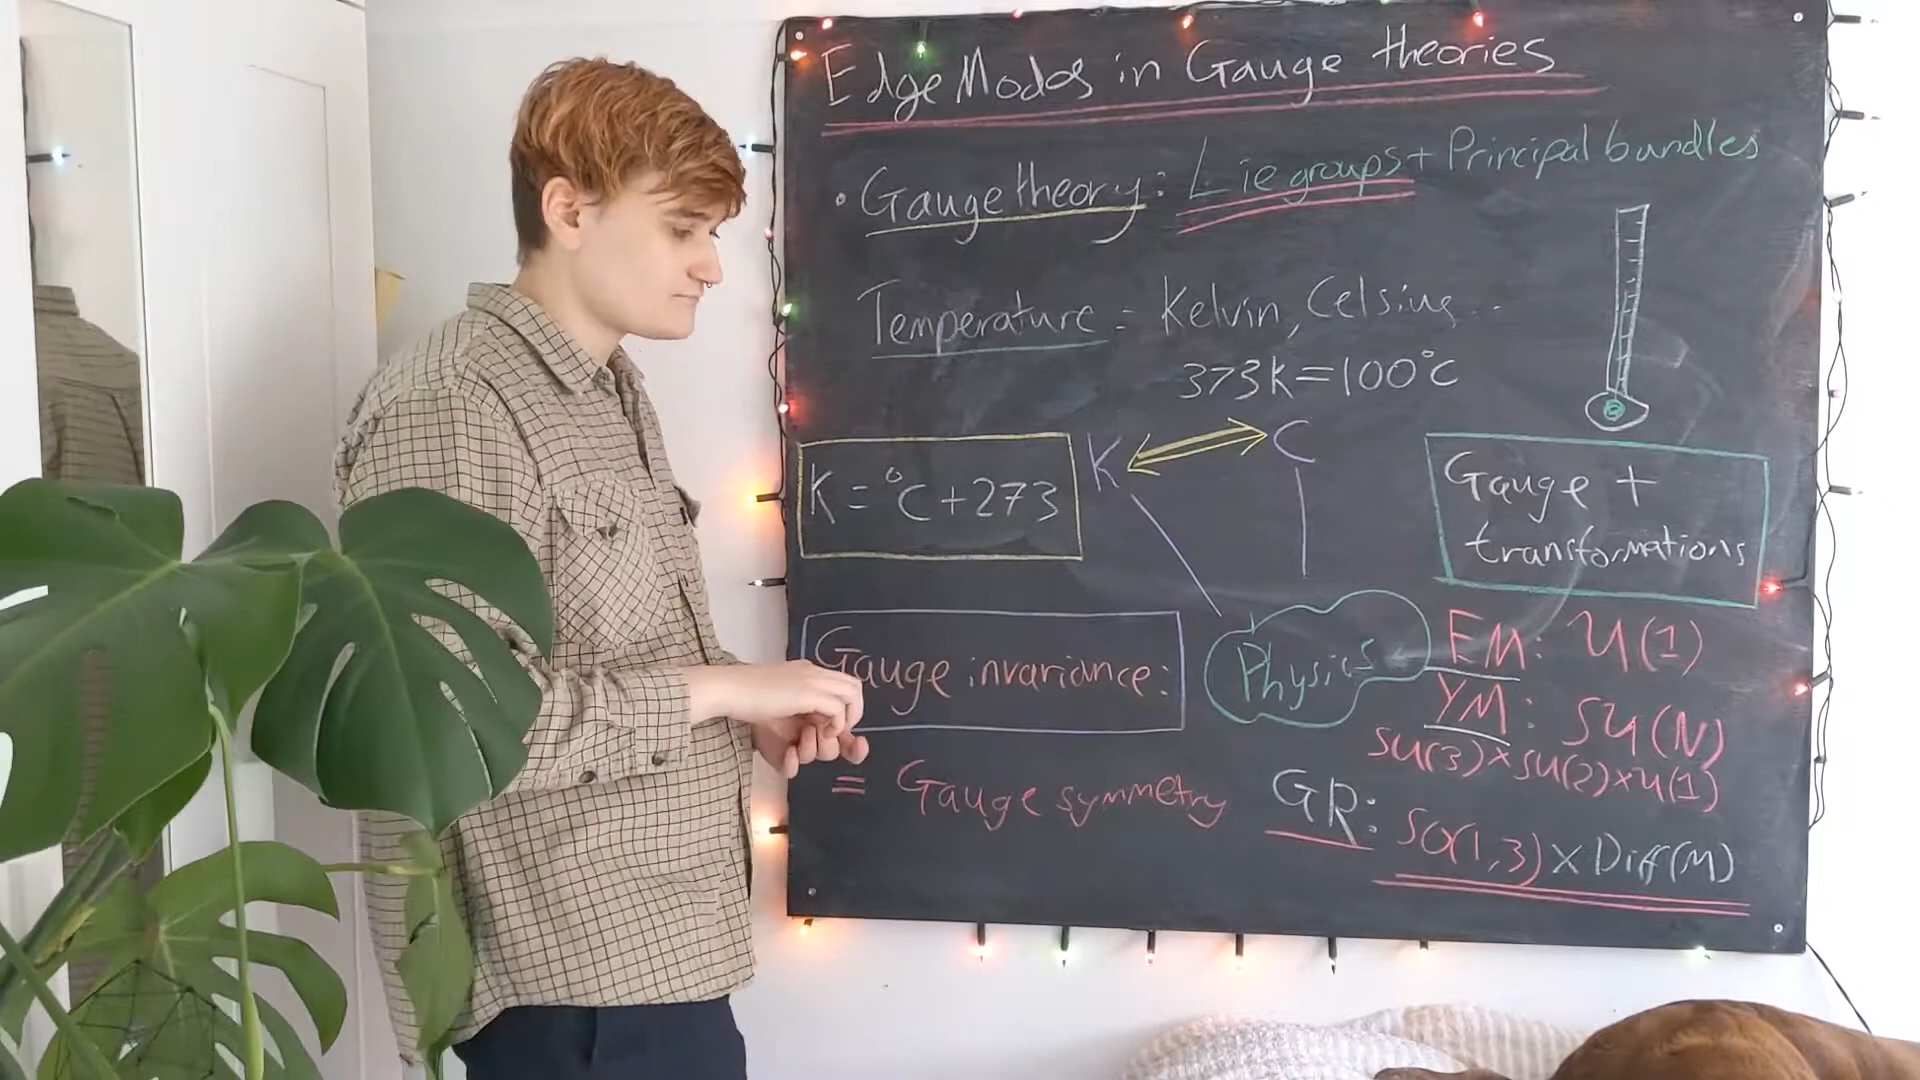 Edge Modes in Gauge theories
• Gauge theory: Lie groups + Principal bundles
Temperature = Kelvin, Celsius...
373K=100°C
K = °C+273
K C
Gauge +
transformations
Gauge invariance:
Physics
EM: U(1)
YM: SU(N)
SU(3)×SU(2)×U(1)
= Gauge symmetry
GR: SO(1,3) × Diff(M)